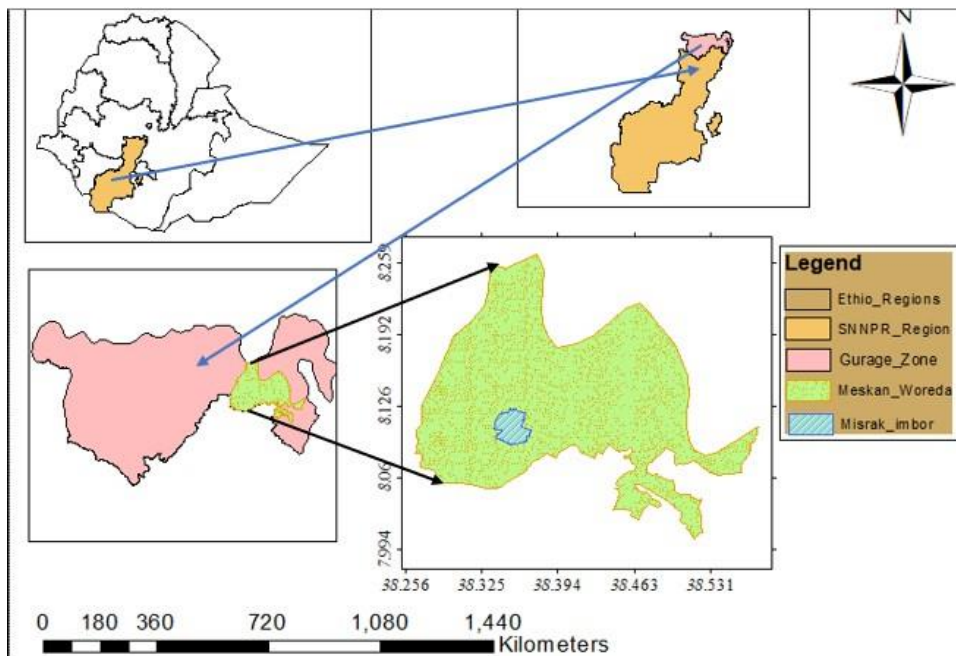 N
Legend
Ethio_Regions
SNNPR_Region
Gurage_Zone
Meskan_Woreda
Misrak_imbor
8.259
8.192
8.126
8.06
7.994
38.256 38.325 38.394 38.463 38.531
0 180 360 720 1,080 1,440
Kilometers